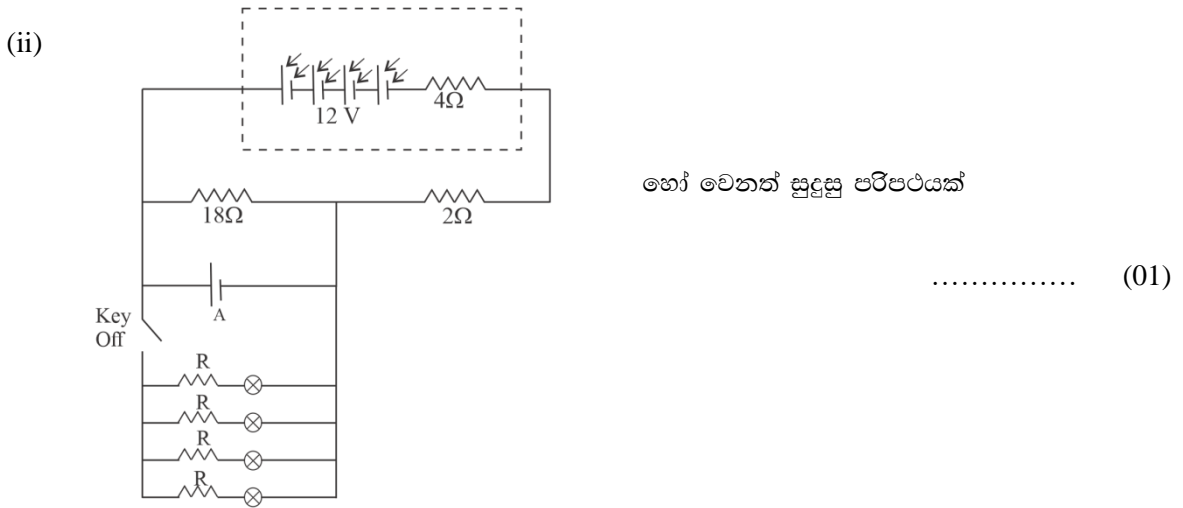 (ii)
4Ω
12 V
හෝ වෙනත් සුදුසු පරිපථයක්
18Ω
2Ω
............... (01)
A
Key
Off
R
R
R
R